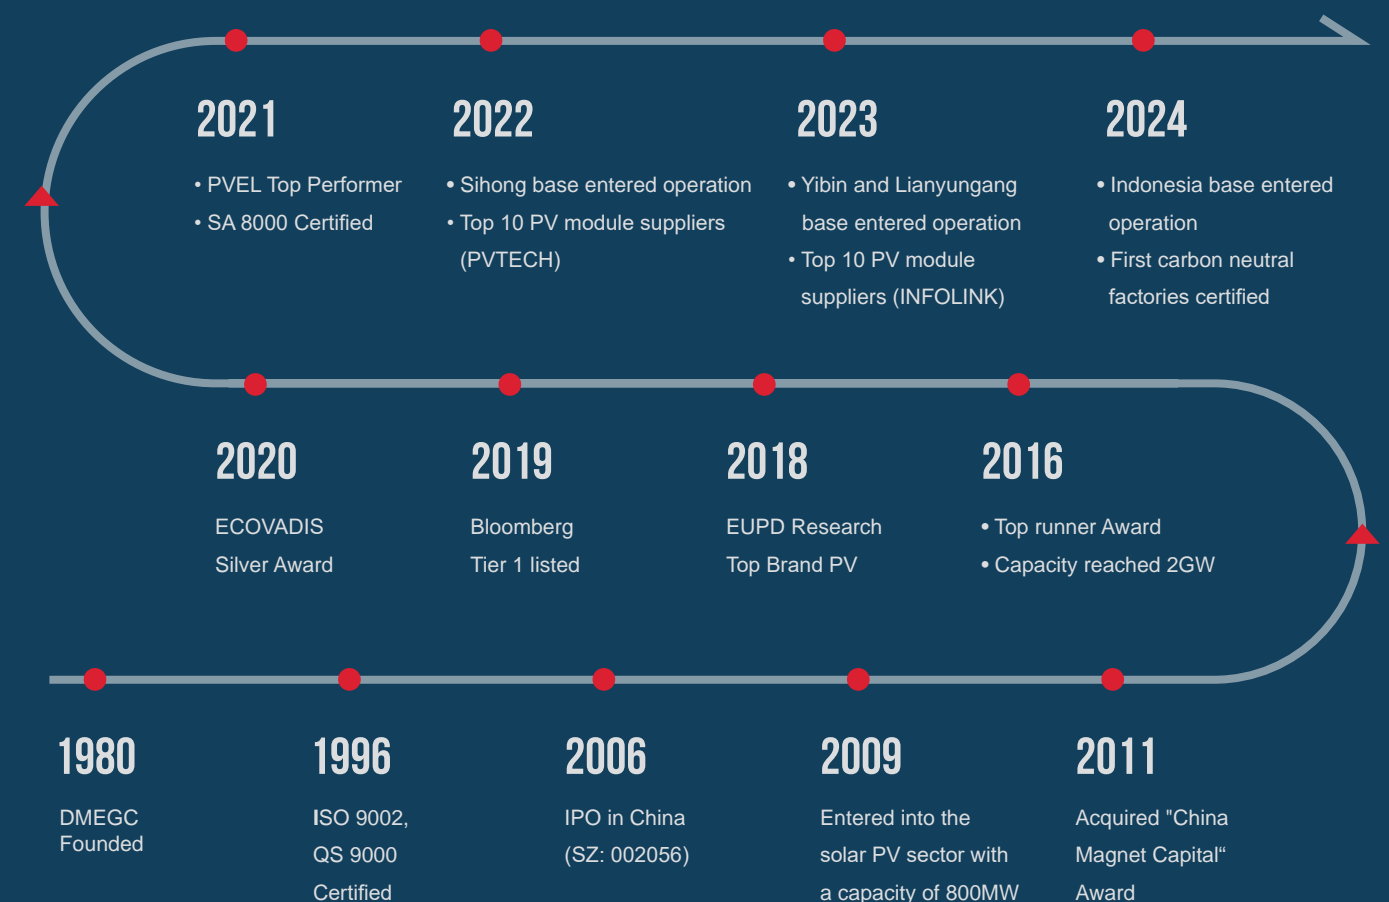 2021
• PVEL Top Performer
• SA 8000 Certified
2022
• Sihong base entered operation
• Top 10 PV module suppliers
(PVTECH)
2023
• Yibin and Lianyungang
base entered operation
• Top 10 PV module
suppliers (INFOLINK)
2024
• Indonesia base entered
operation
• First carbon neutral
factories certified
2020
ECOVADIS
Silver Award
2019
Bloomberg
Tier 1 listed
2018
EUPD Research
Top Brand PV
2016
• Top runner Award
• Capacity reached 2GW
1980
DMEGC
Founded
1996
ISO 9002,
QS 9000
Certified
2006
IPO in China
(SZ: 002056)
2009
Entered into the
solar PV sector with
a capacity of 800MW
2011
Acquired "China
Magnet Capital“
Award